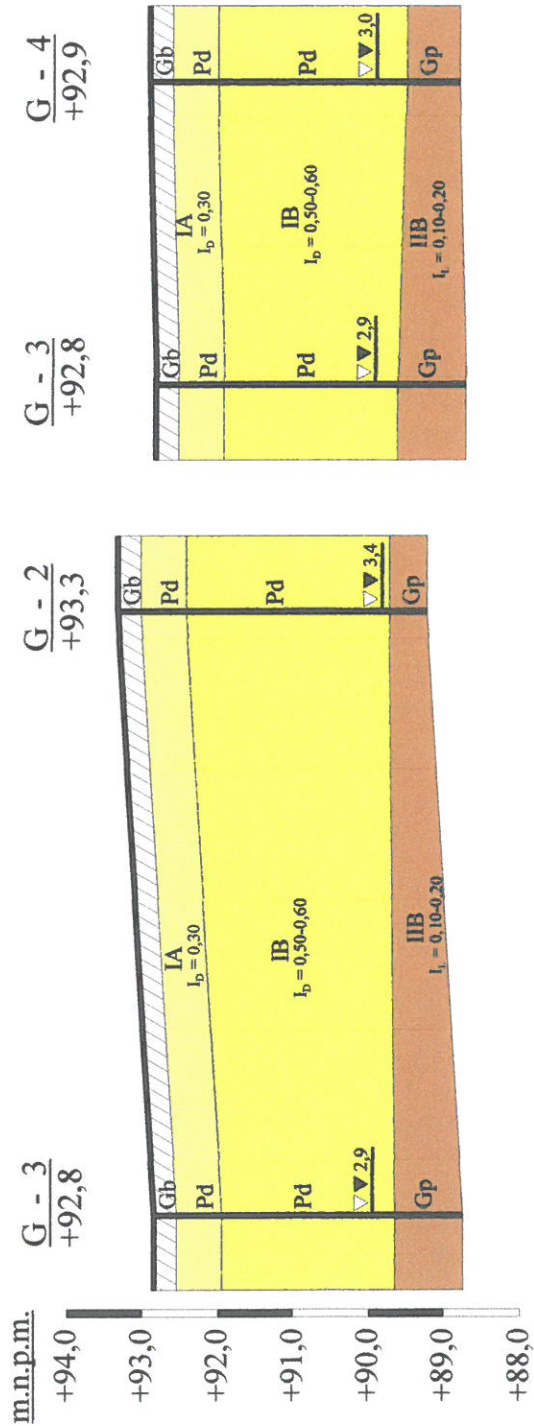 m.n.p.m.
+94,0
+93,0
+92,0
+91,0
+90,0
+89,0
+88,0
G - 3
+92,8
Gb
Pd
Pd
2,9
Gp
IA
I_D = 0,30
IB
I_D = 0,50-0,60
IIB
I_L = 0,10-0,20
G - 2
+93,3
Gb
Pd
Pd
3,4
Gp
G - 3
+92,8
Gb
Pd
Pd
2,9
Gp
IA
I_D = 0,30
IB
I_D = 0,50-0,60
IIB
I_L = 0,10-0,20
G - 4
+92,9
Gb
Pd
Pd
3,0
Gp